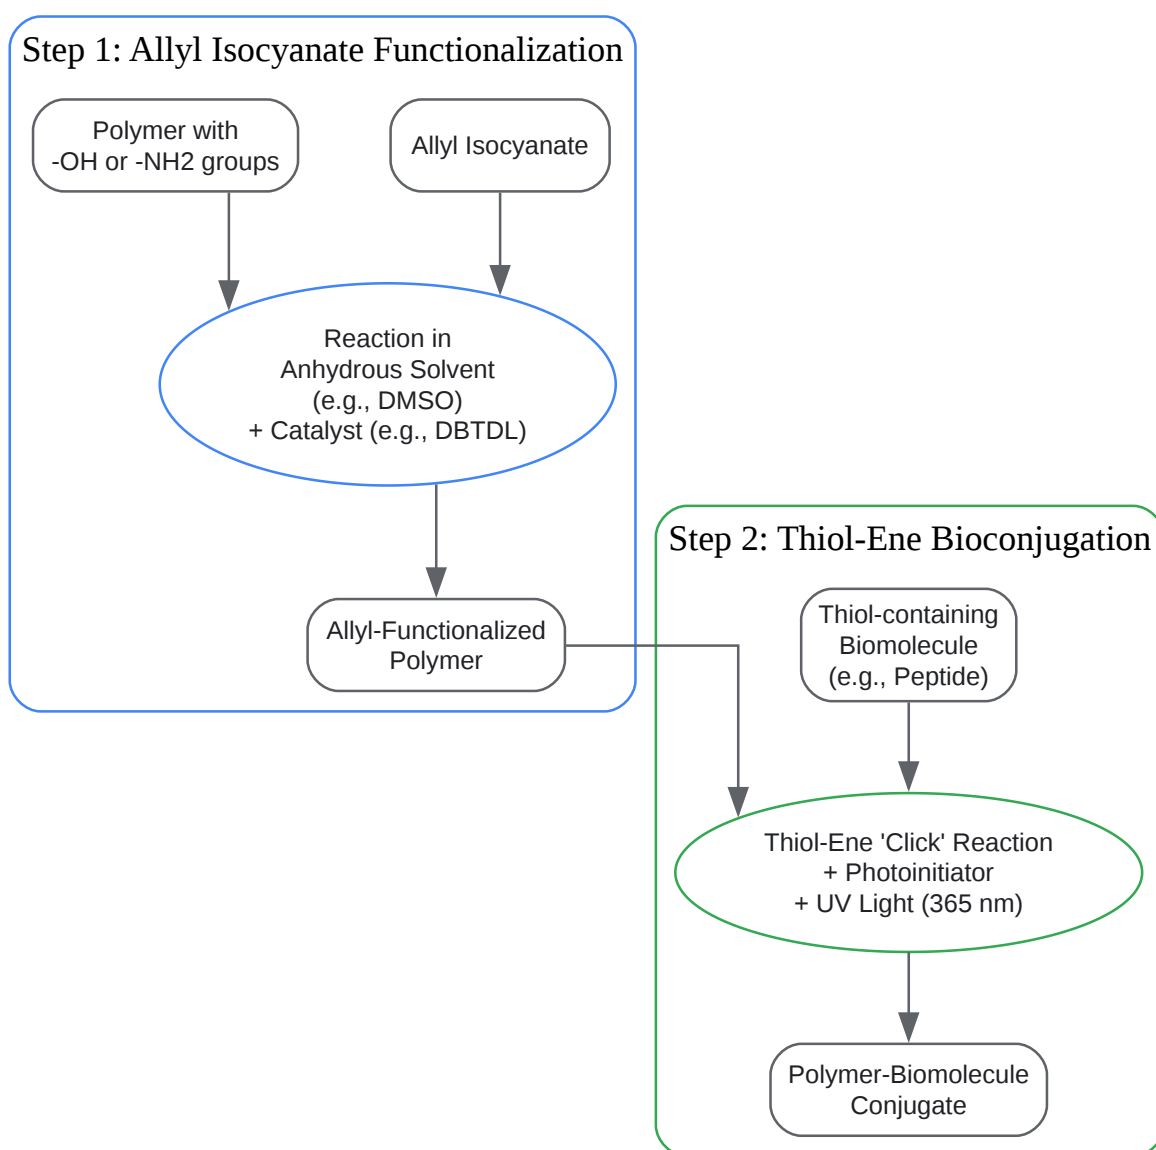 Step 1: Allyl Isocyanate Functionalization
Polymer with
-OH or -NH2 groups
Allyl Isocyanate
Reaction in
Anhydrous Solvent
(e.g., DMSO)
+ Catalyst (e.g., DBTDL)
Allyl-Functionalized
Polymer
Step 2: Thiol-Ene Bioconjugation
Thiol-containing
Biomolecule
(e.g., Peptide)
Thiol-Ene 'Click' Reaction
+ Photoinitiator
+ UV Light (365 nm)
Polymer-Biomolecule
Conjugate